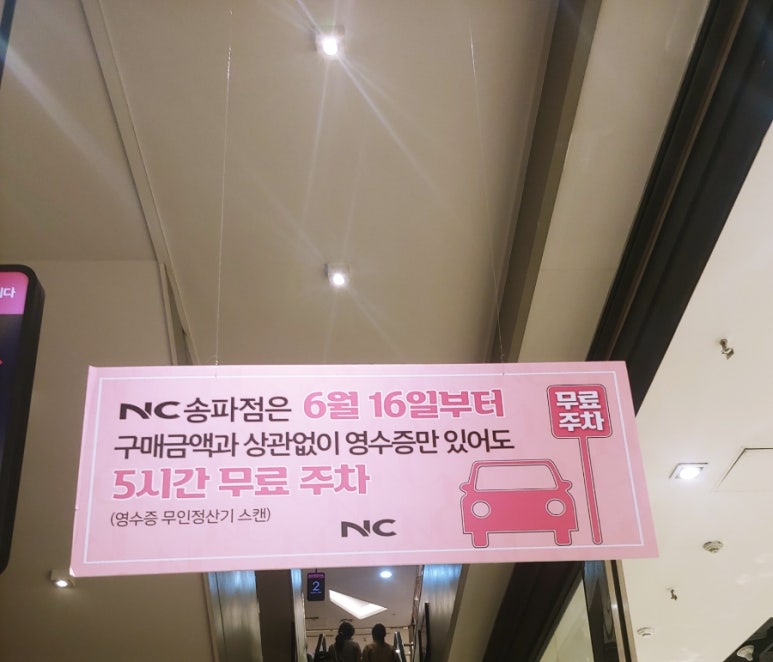 NC 송파점은 6월 16일부터
구매금액과 상관없이 영수증만 있어도
5시간 무료 주차
(영수증 무인정산기 스캔)
NC
무료
주차
2